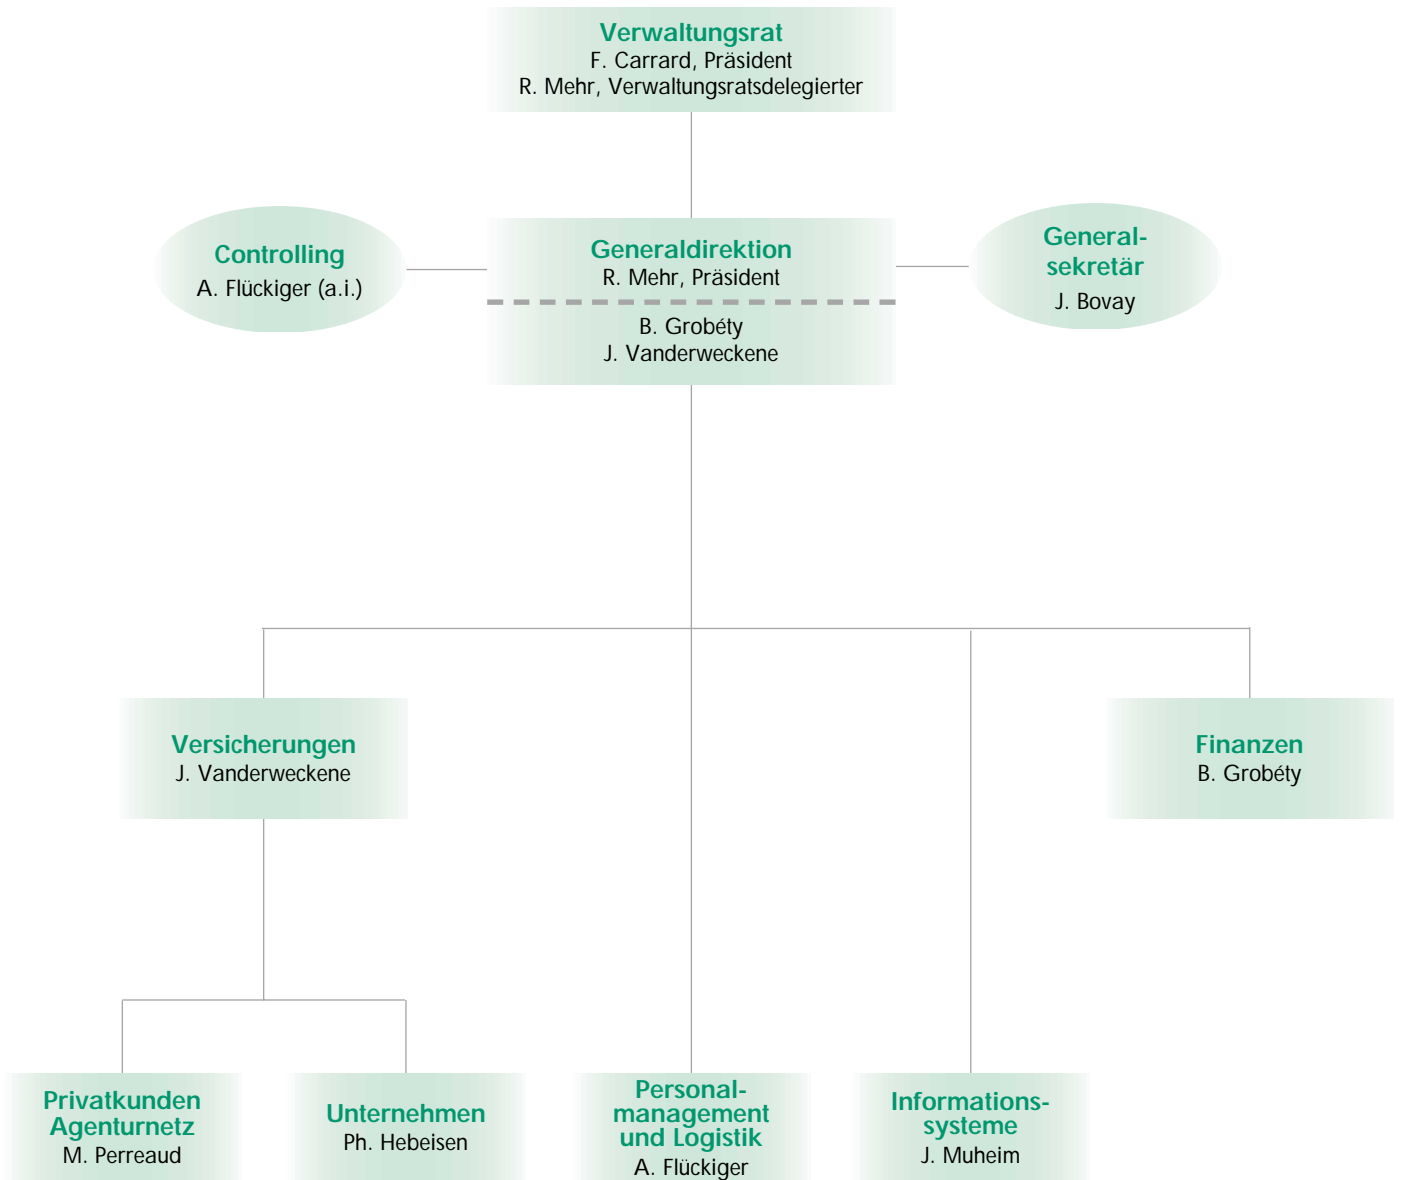 Verwaltungsrat
F. Carrard, Präsident
R. Mehr, Verwaltungsratsdelegierter
Controlling
A. Flückiger (a.i.)
Generaldirektion
R. Mehr, Präsident
B. Grobéty
J. Vanderweckene
General-
sekretär
J. Bovay
Versicherungen
J. Vanderweckene
Finanzen
B. Grobéty
Privatkunden
Agenturnetz
M. Perreaud
Unternehmen
Ph. Hebeisen
Personal-
management
und Logistik
A. Flückiger
Informations-
systeme
J. Muheim